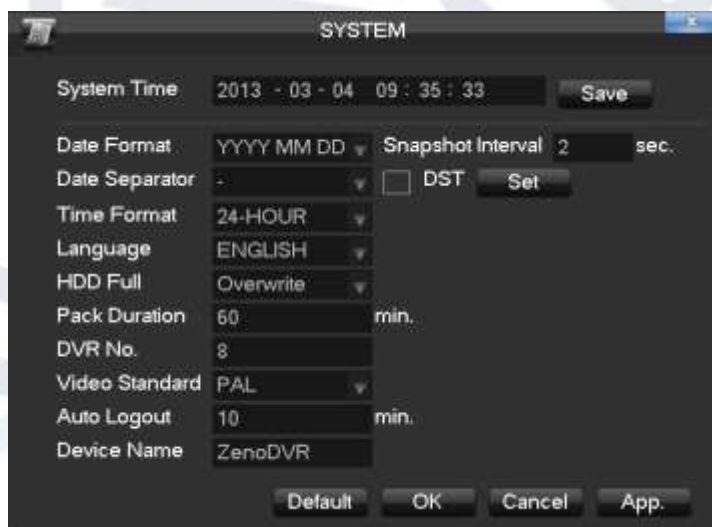 SYSTEM
System Time 2013 - 03 - 04 09 : 35 : 33 Save
Date Format YYYY MM DD Snapshot Interval 2 sec.
Date Separator - DST Set
Time Format 24-HOUR
Language ENGLISH
HDD Full Overwrite
Pack Duration 60 min.
DVR No. 8
Video Standard PAL
Auto Logout 10 min.
Device Name ZenoDVR
Default OK Cancel App.